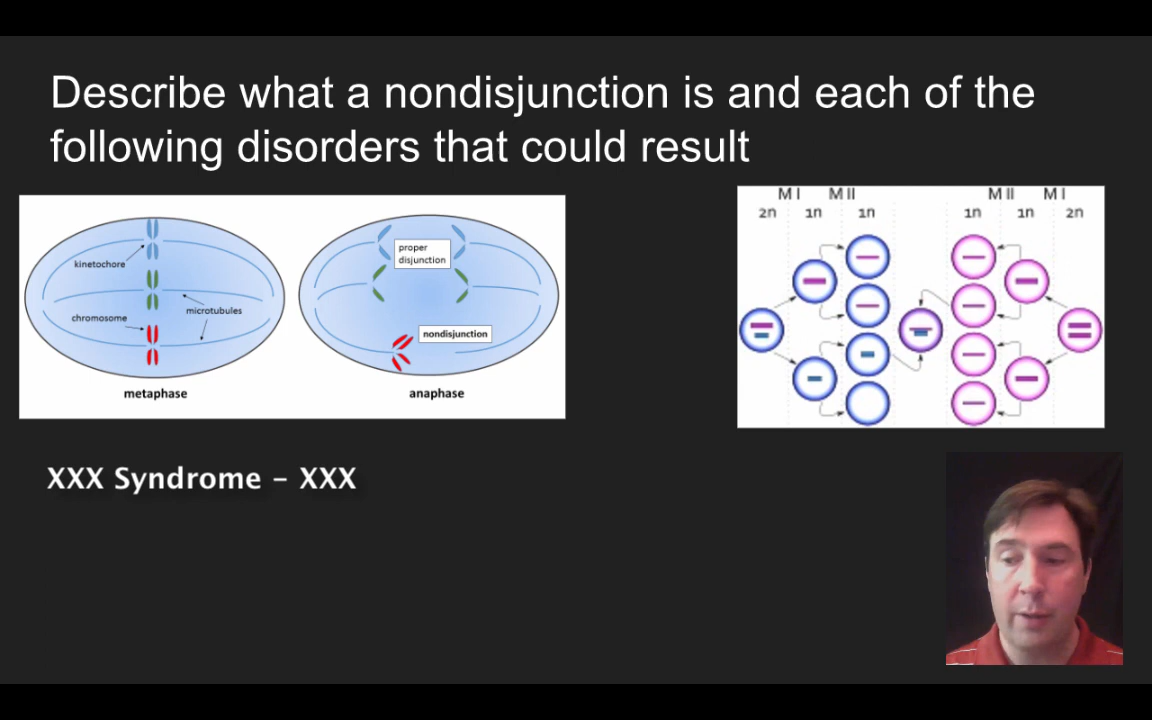 Describe what a nondisjunction is and each of the
following disorders that could result
kinetochore
chromosome
microtubules
metaphase
proper
disjunction
nondisjunction
anaphase
M I M II M II M I
2n 1n 1n 1n 1n 2n
XXX Syndrome - XXX